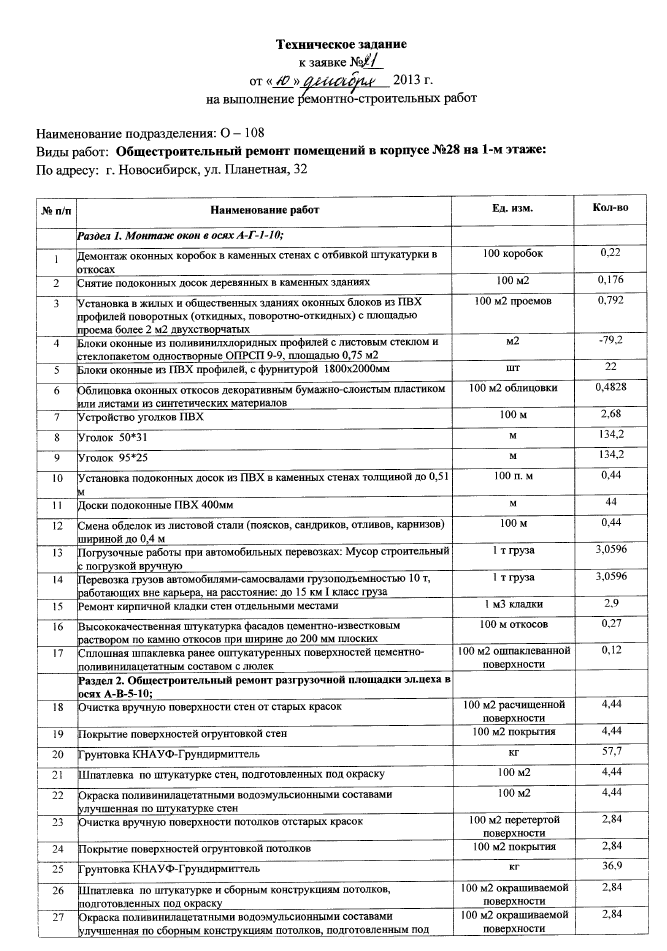 Техническое задание
к заявке №21
от «10» декабря 2013 г.
на выполнение ремонтно-строительных работ
Наименование подразделения: О – 108
Виды работ: Общестроительный ремонт помещений в корпусе №28 на 1-м этаже:
По адресу: г. Новосибирск, ул. Планетная, 32
№ п/п Наименование работ Ед. изм. Кол-во
Раздел 1. Монтаж окон в осях А-Г-1-10;
1 Демонтаж оконных коробок в каменных стенах с отбивкой штукатурки в 100 коробок 0,22
откосах
2 Снятие подоконных досок деревянных в каменных зданиях 100 м2 0,176
3 Установка в жилых и общественных зданиях оконных блоков из ПВХ 100 м2 проемов 0,792
профилей поворотных (откидных, поворотно-откидных) с площадью
проема более 2 м2 двухстворчатых
4 Блоки оконные из поливинилхлоридных профилей с листовым стеклом и м2 -79,2
стеклопакетом одностворные ОПРСП 9-9, площадью 0,75 м2
5 Блоки оконные из ПВХ профилей, с фурнитурой 1800х2000мм шт 22
6 Облицовка оконных откосов декоративным бумажно-слоистым пластиком 100 м2 облицовки 0,4828
или листами из синтетических материалов
7 Устройство уголков ПВХ 100 м 2,68
8 Уголок 50*31 м 134,2
9 Уголок 95*25 м 134,2
10 Установка подоконных досок из ПВХ в каменных стенах толщиной до 0,51 100 п. м 0,44
м
11 Доски подоконные ПВХ 400мм м 44
12 Смена обделок из листовой стали (поясков, сандриков, отливов, карнизов) 100 м 0,44
шириной до 0,4 м
13 Погрузочные работы при автомобильных перевозках: Мусор строительный 1 т груза 3,0596
с погрузкой вручную
14 Перевозка грузов автомобилями-самосвалами грузоподъемностью 10 т, 1 т груза 3,0596
работающих вне карьера, на расстояние: до 15 км I класс груза
15 Ремонт кирпичной кладки стен отдельными местами 1 м3 кладки 2,9
16 Высококачественная штукатурка фасадов цементно-известковым 100 м откосов 0,27
раствором по камню откосов при ширине до 200 мм плоских
17 Сплошная шпаклевка ранее оштукатуренных поверхностей цементно- 100 м2 ошпаклеванной 0,12
поливинилацетатным составом с люлек поверхности
Раздел 2. Общестроительный ремонт разгрузочной площадки эл.цеха в
осях А-В-5-10;
18 Очистка вручную поверхности стен от старых красок 100 м2 расчищенной 4,44
поверхности
19 Покрытие поверхностей огрунтовкой стен 100 м2 покрытия 4,44
20 Грунтовка КНАУФ-Грундирмиттель кг 57,7
21 Шпатлевка по штукатурке стен, подготовленных под окраску 100 м2 4,44
22 Окраска поливинилацетатными водоэмульсионными составами 100 м2 4,44
улучшенная по штукатурке стен
23 Очистка вручную поверхности потолков отстарых красок 100 м2 перетертой 2,84
поверхности
24 Покрытие поверхностей огрунтовкой потолков 100 м2 покрытия 2,84
25 Грунтовка КНАУФ-Грундирмиттель кг 36,9
26 Шпатлевка по штукатурке и сборным конструкциям потолков, 100 м2 окрашиваемой 2,84
подготовленных под окраску поверхности
27 Окраска поливинилацетатными водоэмульсионными составами 100 м2 окрашиваемой 2,84
улучшенная по сборным конструкциям потолков, подготовленным под поверхности